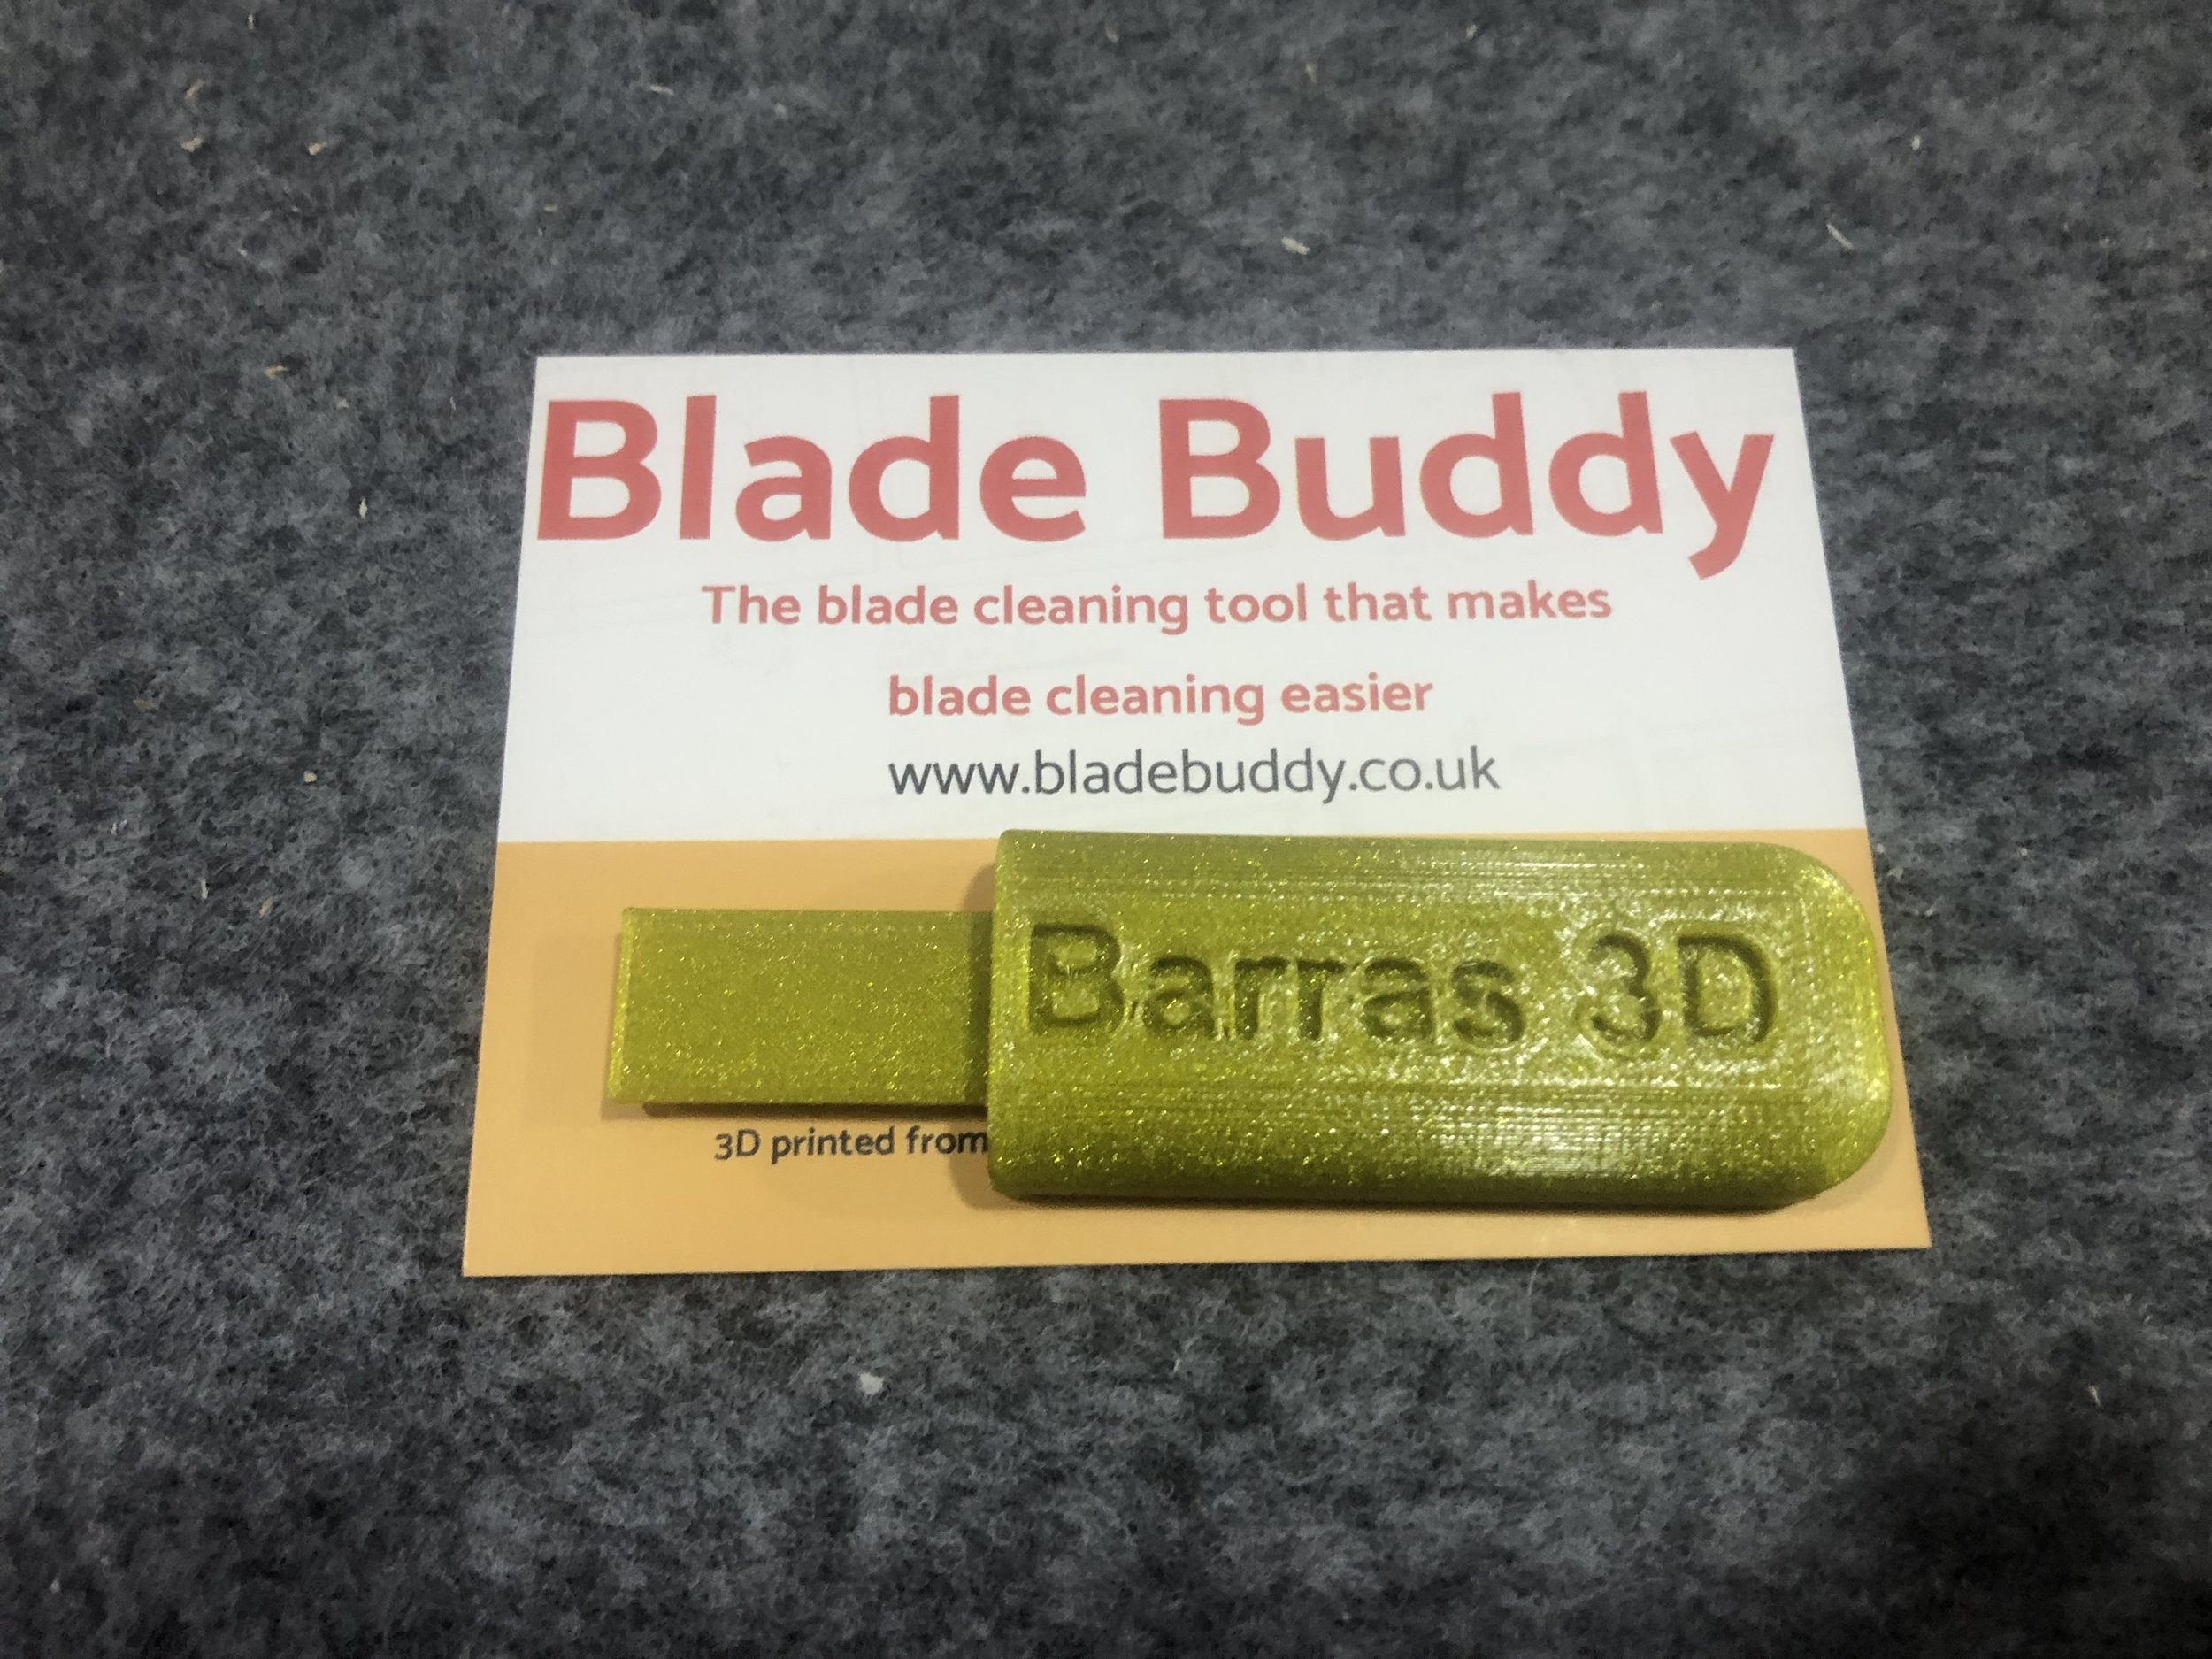 Blade Buddy
The blade cleaning tool that makes
blade cleaning easier
www.bladebuddy.co.uk
Barras 3D
3D printed from